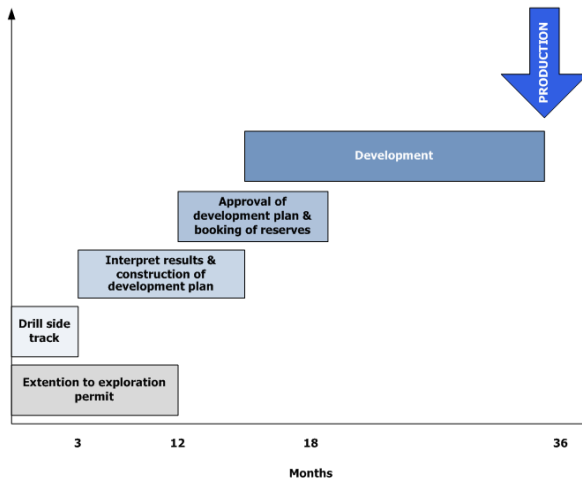 PRODUCTION
Development
Approval of
development plan &
booking of reserves
Interpret results &
construction of
development plan
Drill side
track
Extention to exploration
permit
3 12 18 36
Months